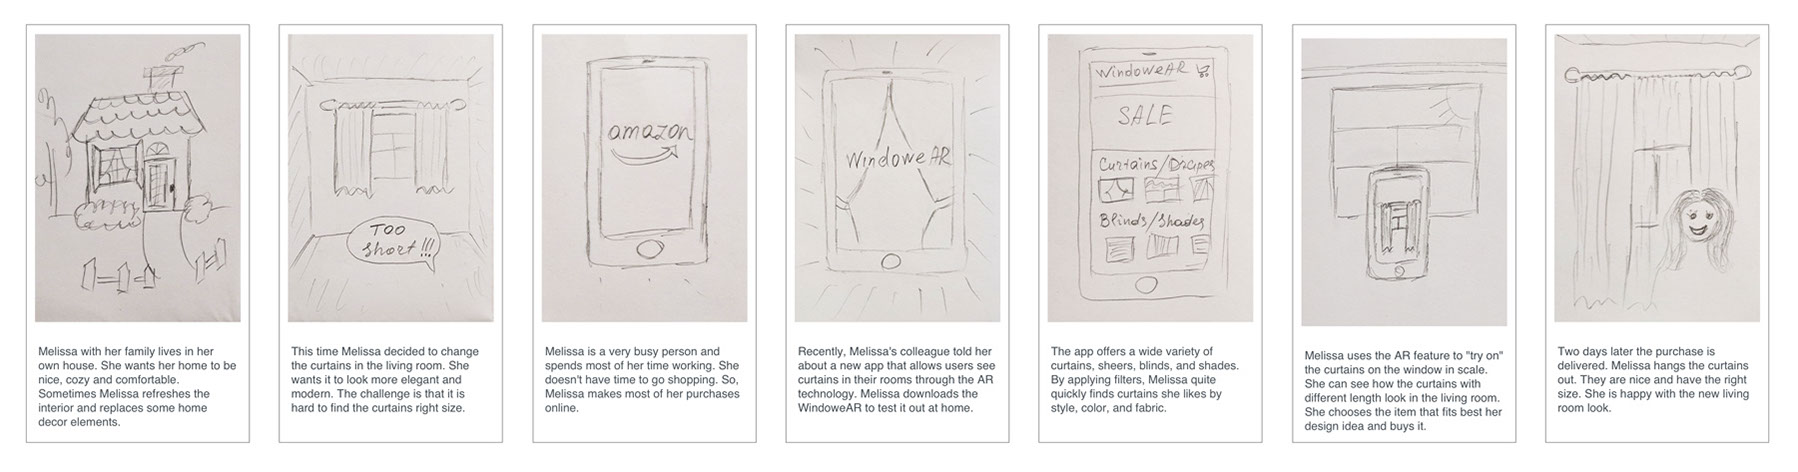 TOO
short!!!
amazon
WindoweAR
WindoweAR
SALE
Curtains/Drapes
Blinds/Shades
Melissa with her family lives in her
own house. She wants her home to be
nice, cozy and comfortable.
Sometimes Melissa refreshes the
interior and replaces some home
decor elements.
This time Melissa decided to change
the curtains in the living room. She
wants it to look more elegant and
modern. The challenge is that it is
hard to find the curtains right size.
Melissa is a very busy person and
spends most of her time working. She
doesn't have time to go shopping. So,
Melissa makes most of her purchases
online.
Recently, Melissa's colleague told her
about a new app that allows users see
curtains in their rooms through the AR
technology. Melissa downloads the
WindoweAR to test it out at home.
The app offers a wide variety of
curtains, sheers, blinds, and shades.
By applying filters, Melissa quite
quickly finds curtains she likes by
style, color, and fabric.
Melissa uses the AR feature to "try on"
the curtains on the window in scale.
She can see how the curtains with
different length look in the living room.
She chooses the item that fits best her
design idea and buys it.
Two days later the purchase is
delivered. Melissa hangs the curtains
out. They are nice and have the right
size. She is happy with the new living
room look.